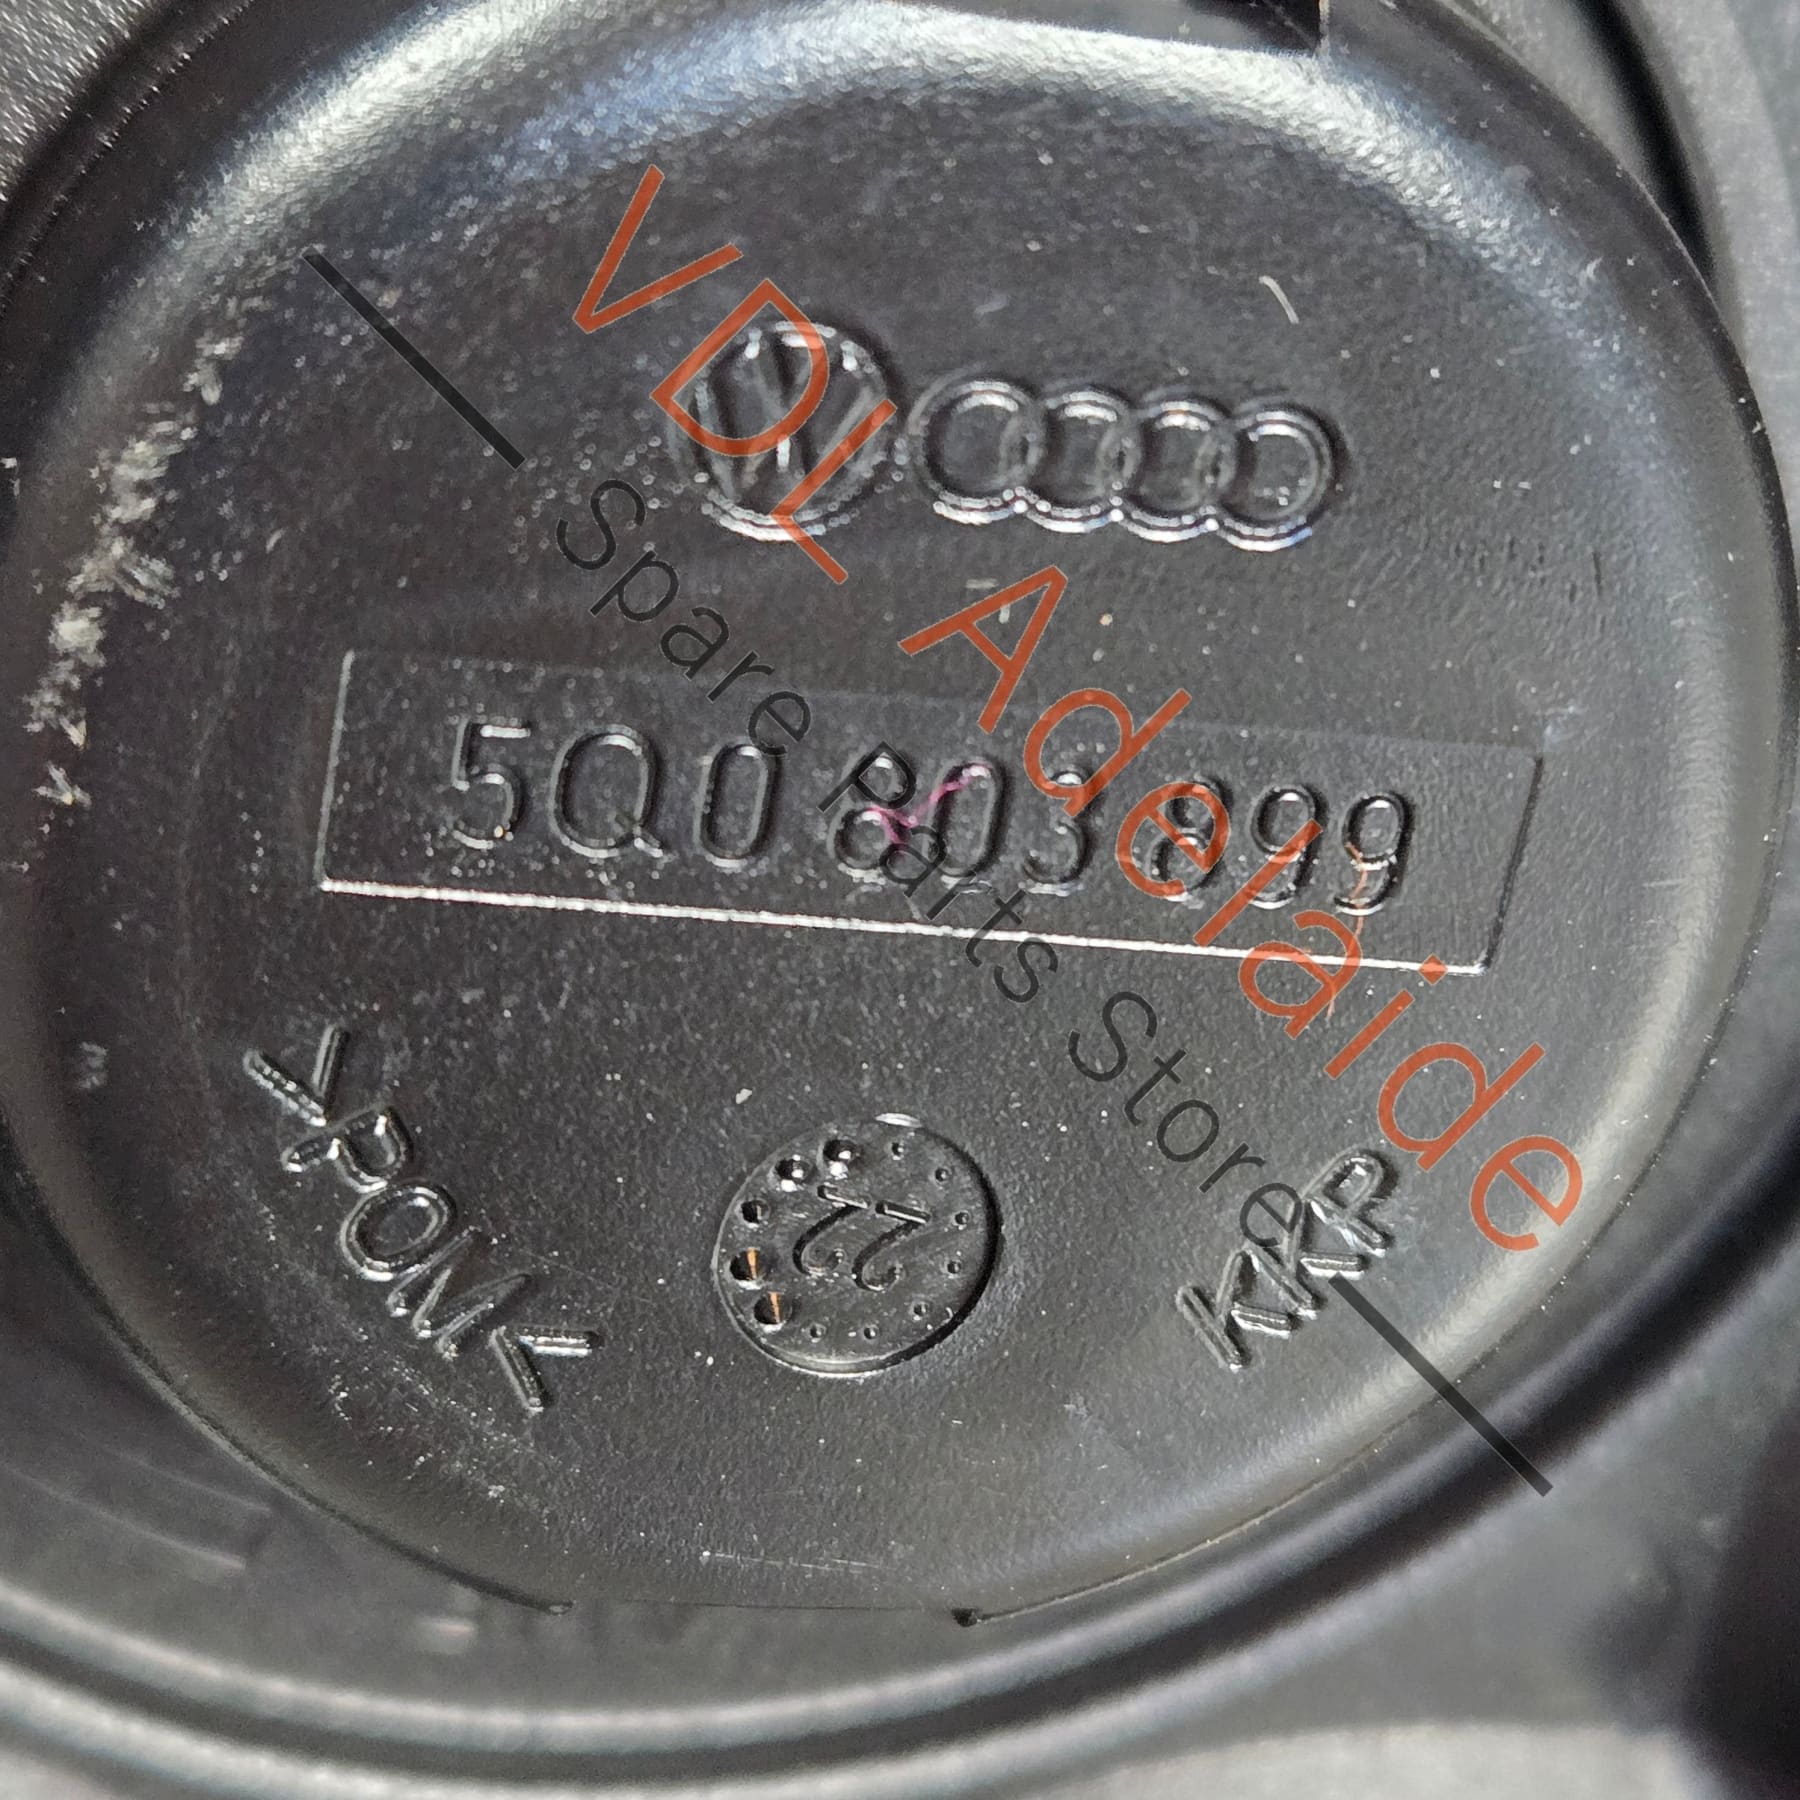 VDL Adelaide
Spare Parts Store
5Q0 803 899
>POM<
22
KKP